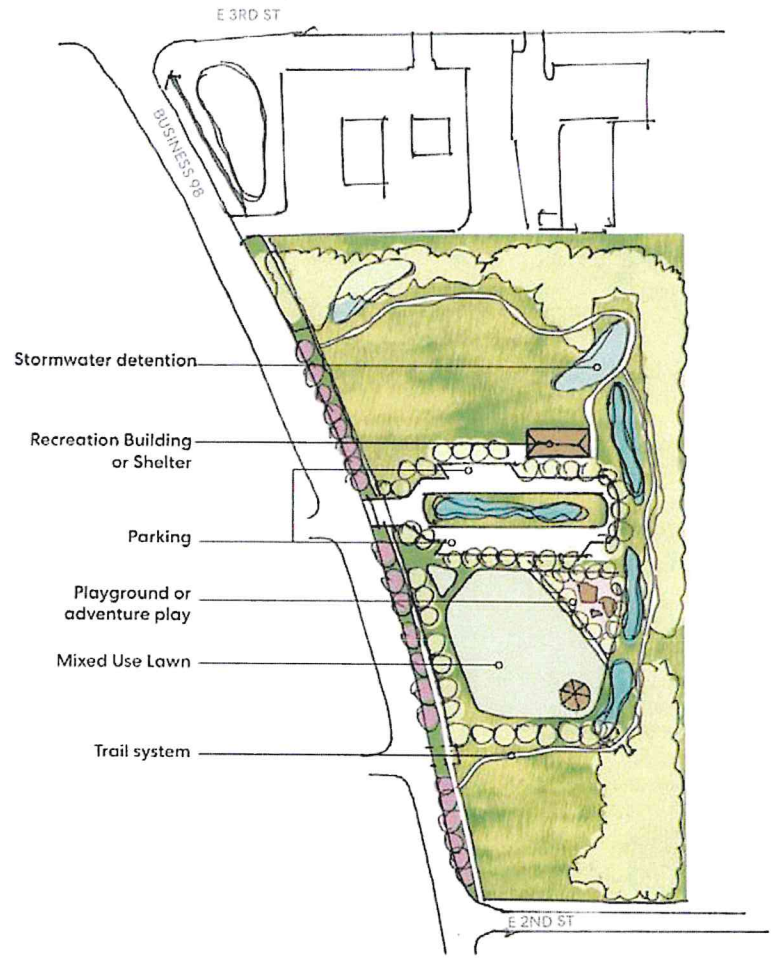 E 3RD ST
BUSINESS 98
Stormwater detention
Recreation Building
or Shelter
Parking
Playground or
adventure play
Mixed Use Lawn
Trail system
E 2ND ST